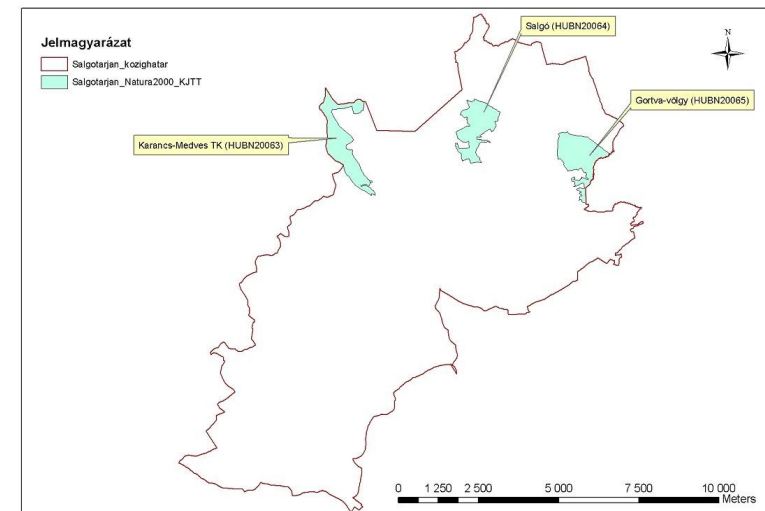 Salgó (HUBN20064)
N
Jelmagyarázat
Salgotarjan_kozighatar
Salgotarjan_Natura2000_KJTT
Gortva-völgy (HUBN20065)
Karancs-Medves TK (HUBN20063)
0 1 250 2 500 5 000 7 500 10 000
Meters